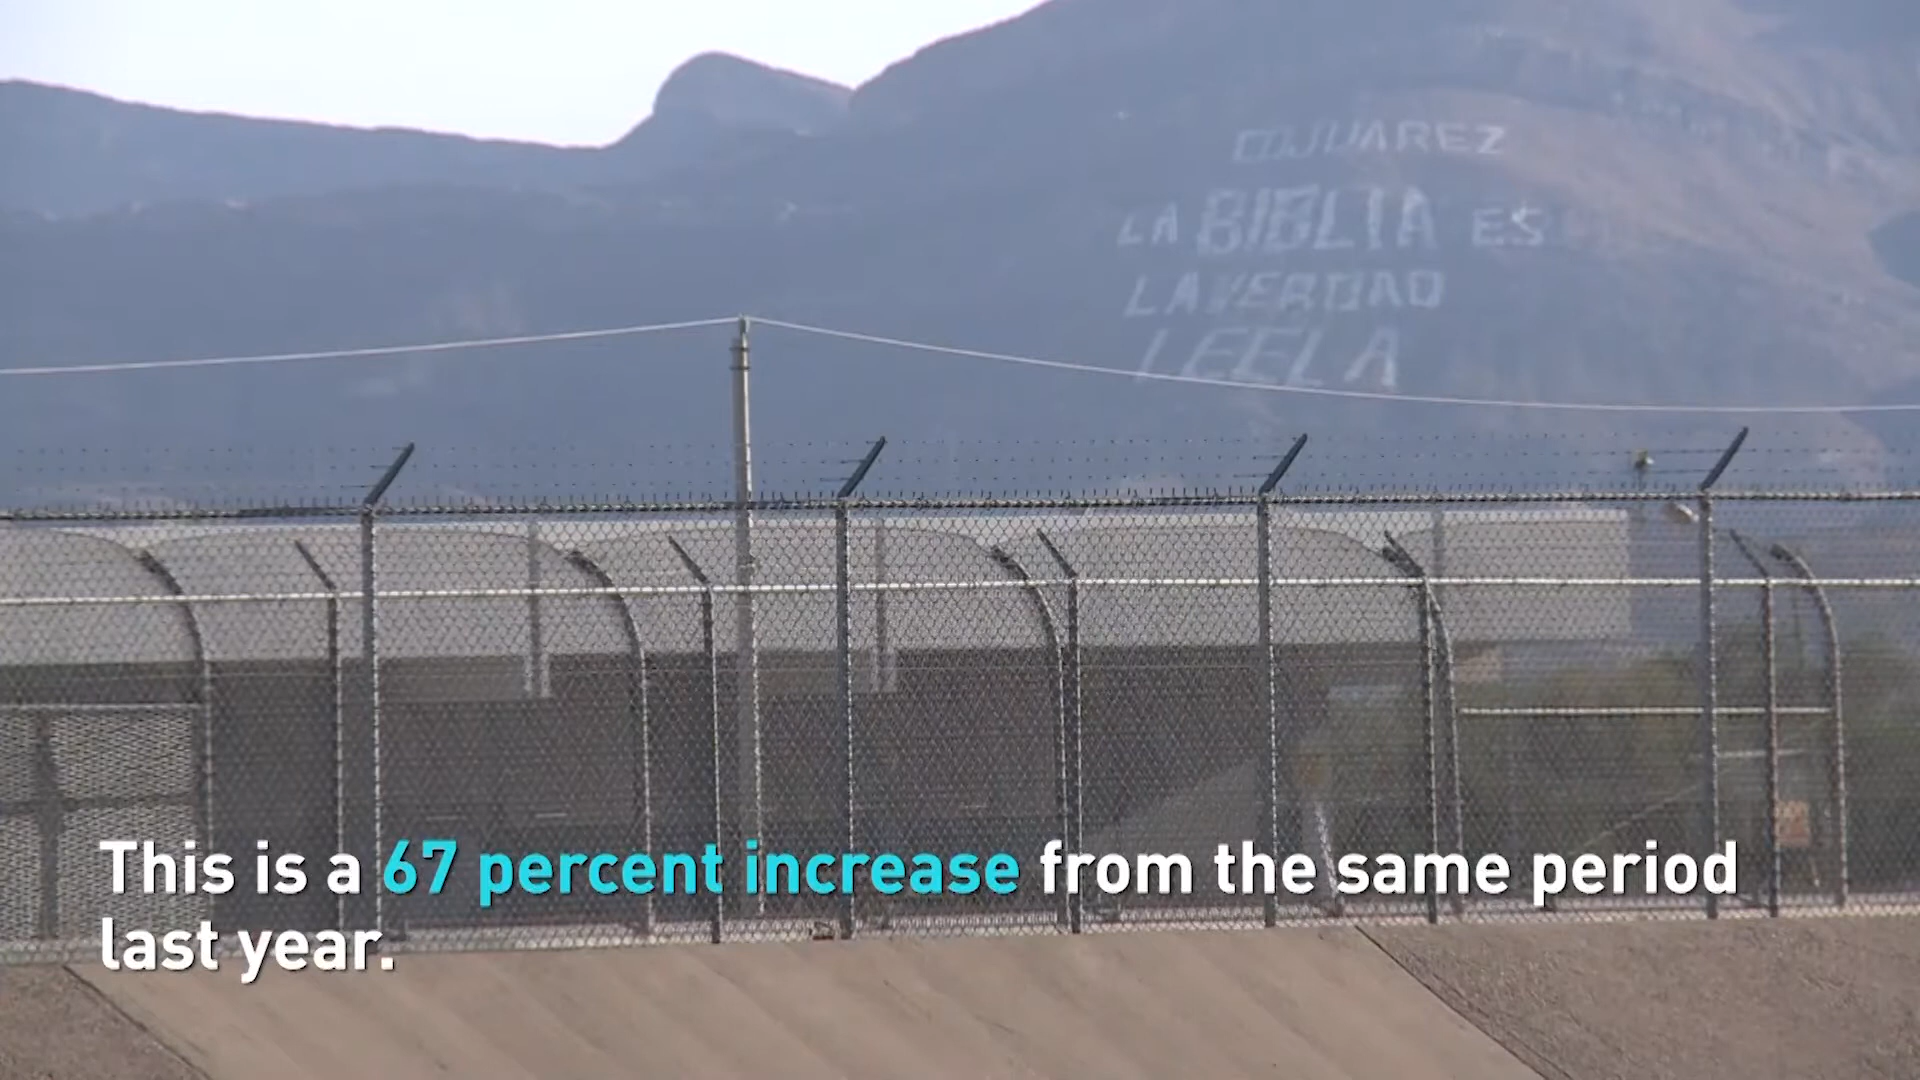 CDJUAREZ
LA BIBLIA ES
LA VERDAD
LEELA
This is a 67 percent increase from the same period
last year.